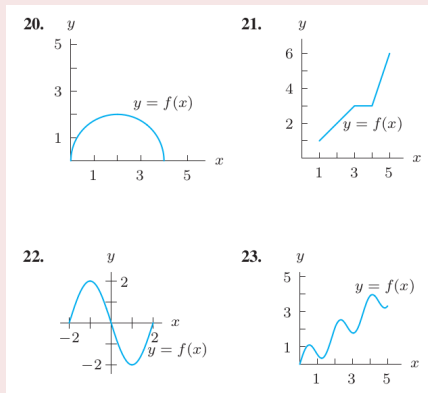 20.
y
5
3
1
y = f(x)
1 3 5
x
21.
y
6
4
2
y = f(x)
1 3 5
x
22.
y
2
x
−2
2
y = f(x)
−2
23.
y
5
3
1
y = f(x)
1 3 5
x